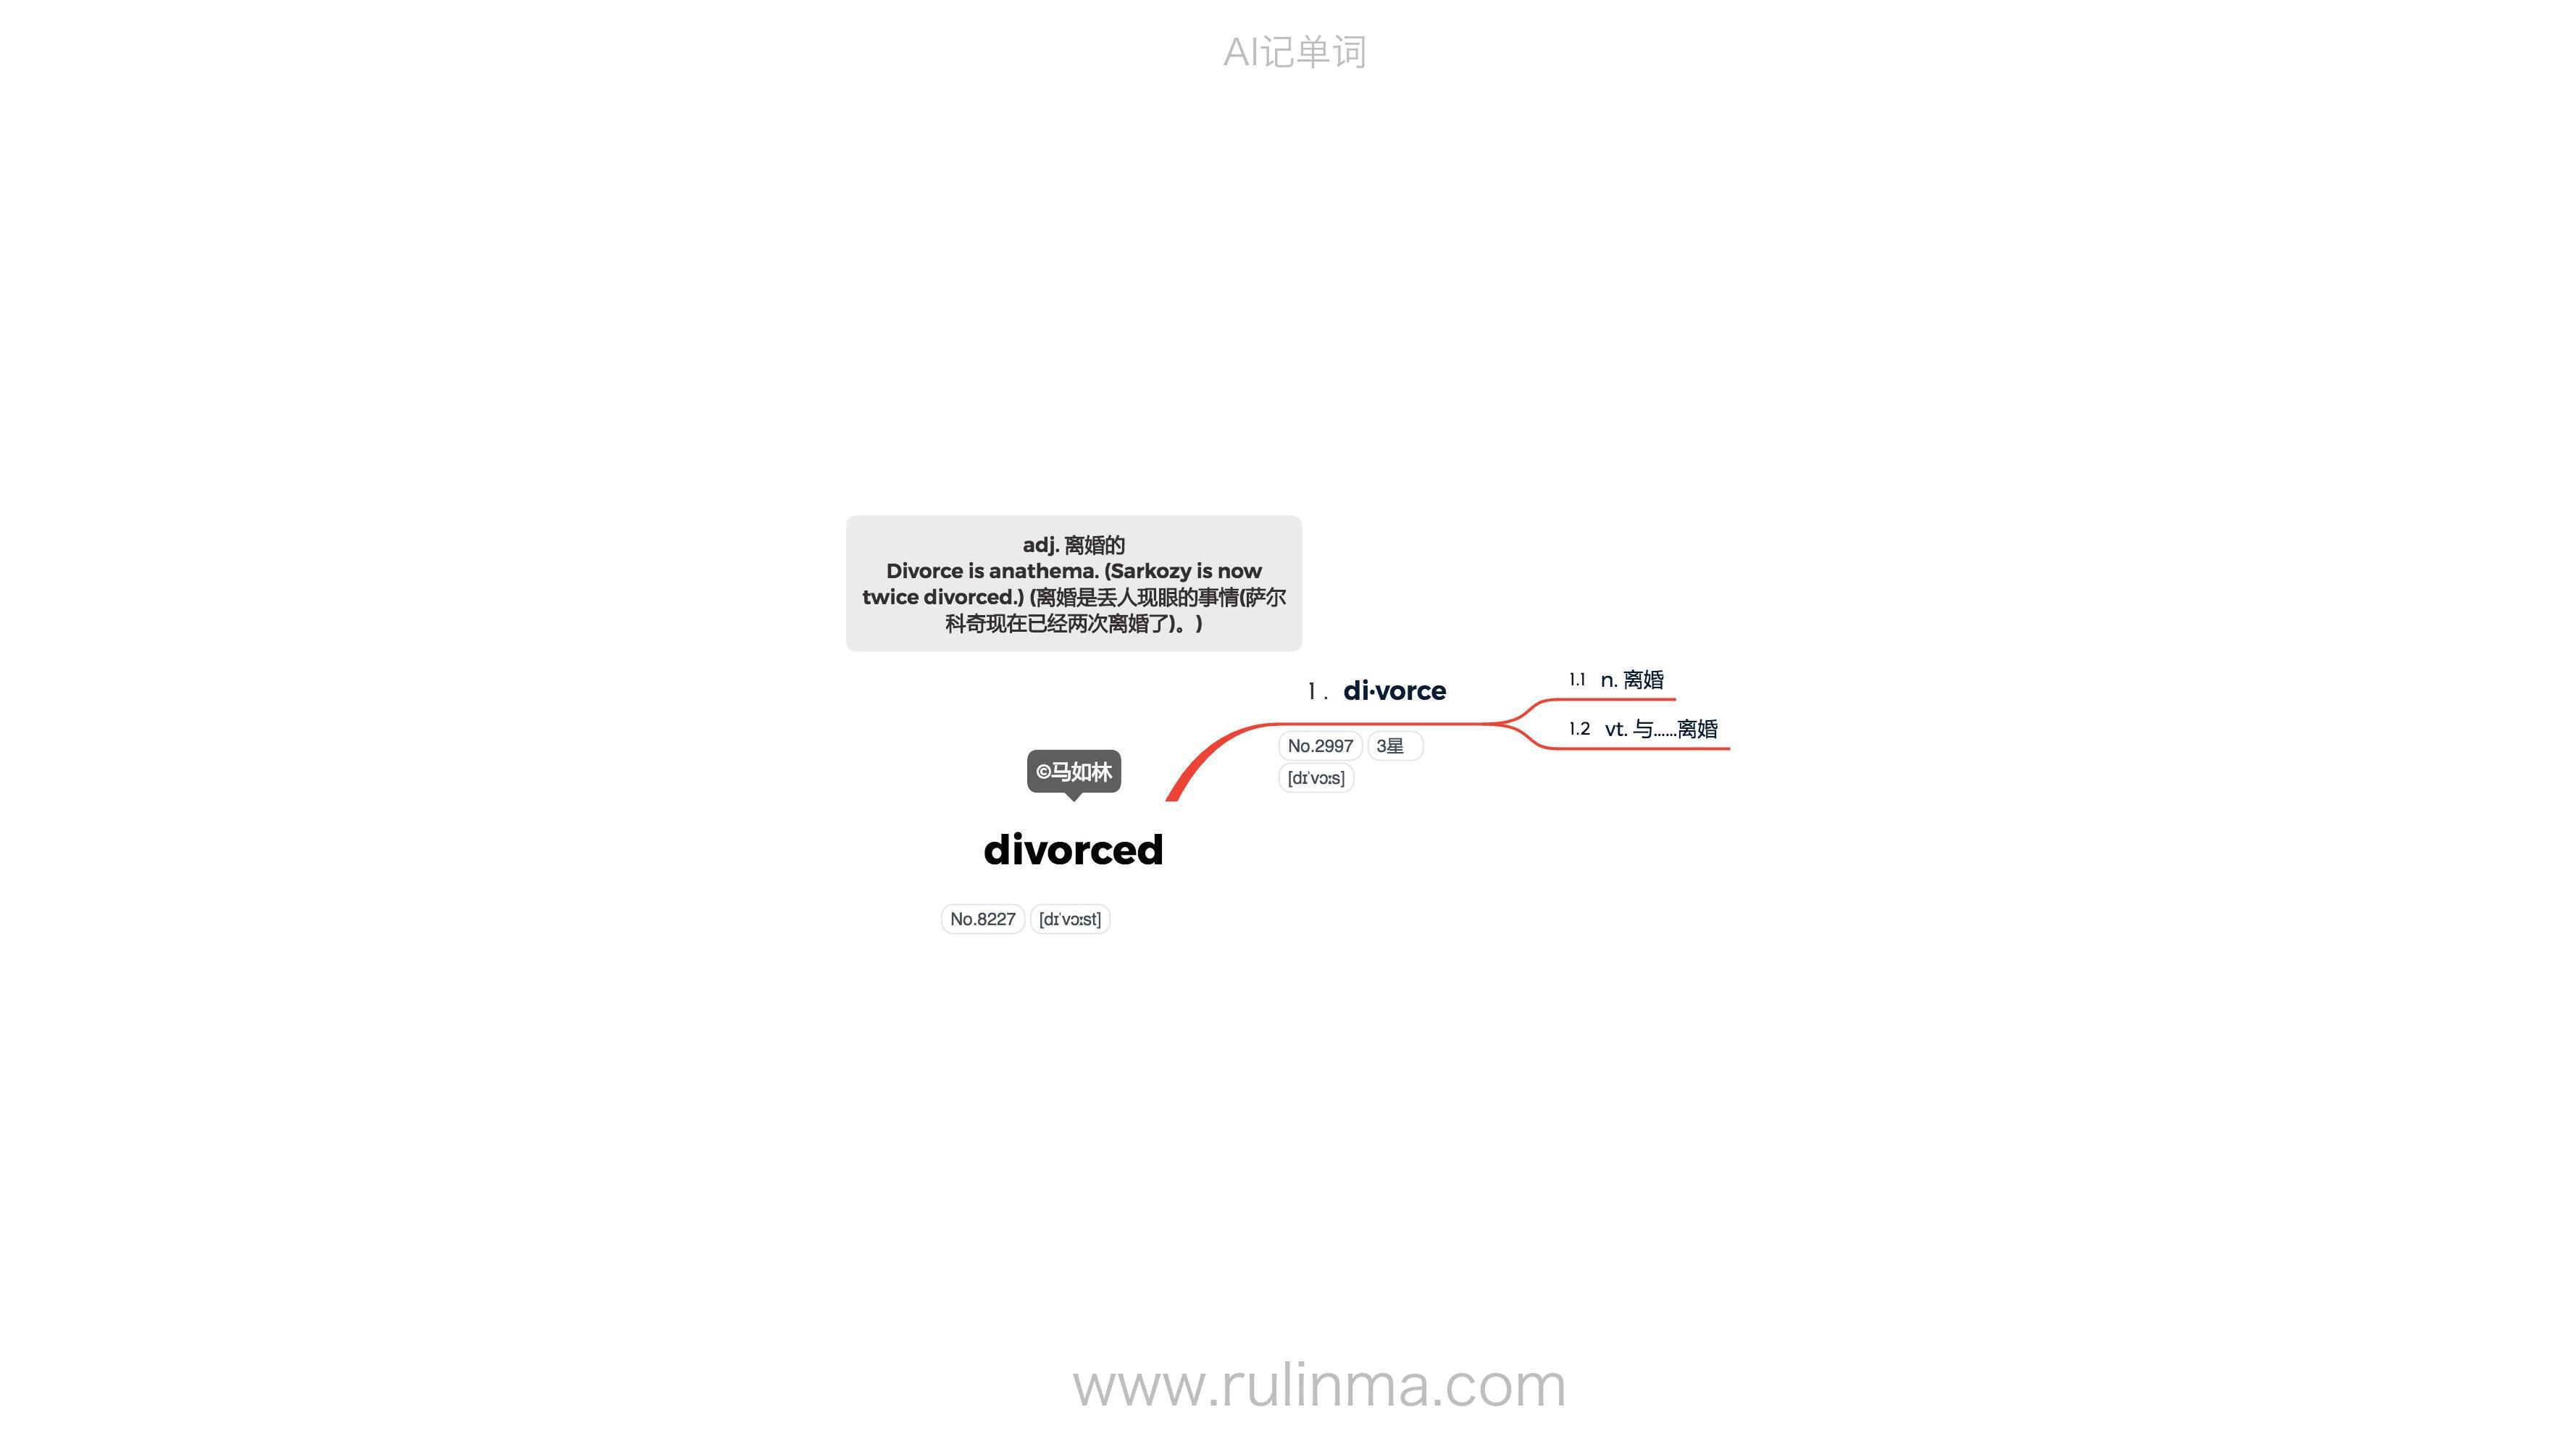 AI记单词
adj. 离婚的
Divorce is anathema. (Sarkozy is now
twice divorced.) (离婚是丢人现眼的事情(萨尔
科奇现在已经两次离婚了)。)
1. di·vorce
No.2997 3星
[dɪˈvɔːs]
1.1 n. 离婚
1.2 vt. 与……离婚
©马如林
divorced
No.8227 [dɪˈvɔːst]
www.rulinma.com